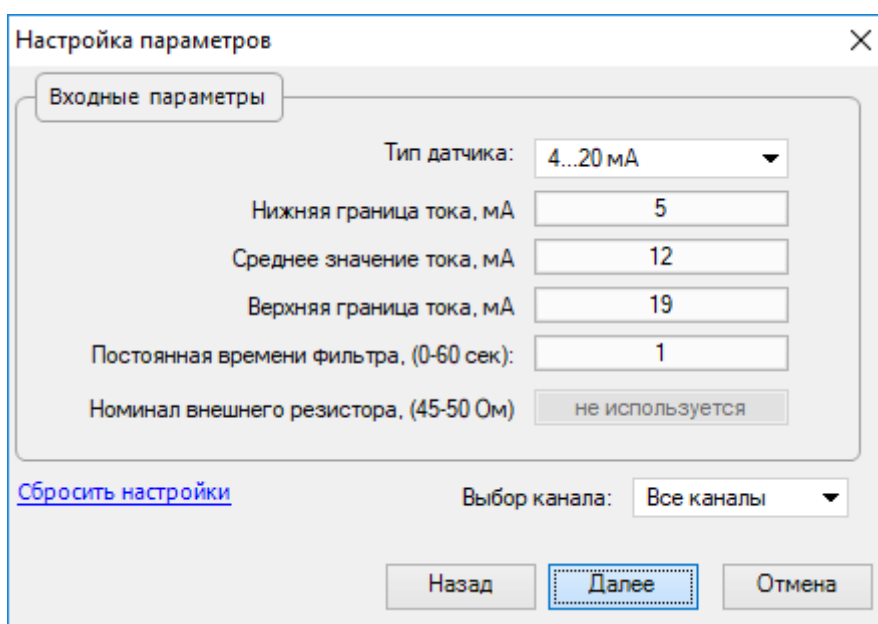 Настройка параметров
Входные параметры
Тип датчика: 4...20 мА
Нижняя граница тока, мА 5
Среднее значение тока, мА 12
Верхняя граница тока, мА 19
Постоянная времени фильтра, (0-60 сек): 1
Номинал внешнего резистора, (45-50 Ом) не используется
Сбросить настройки Выбор канала: Все каналы
Назад Далее Отмена